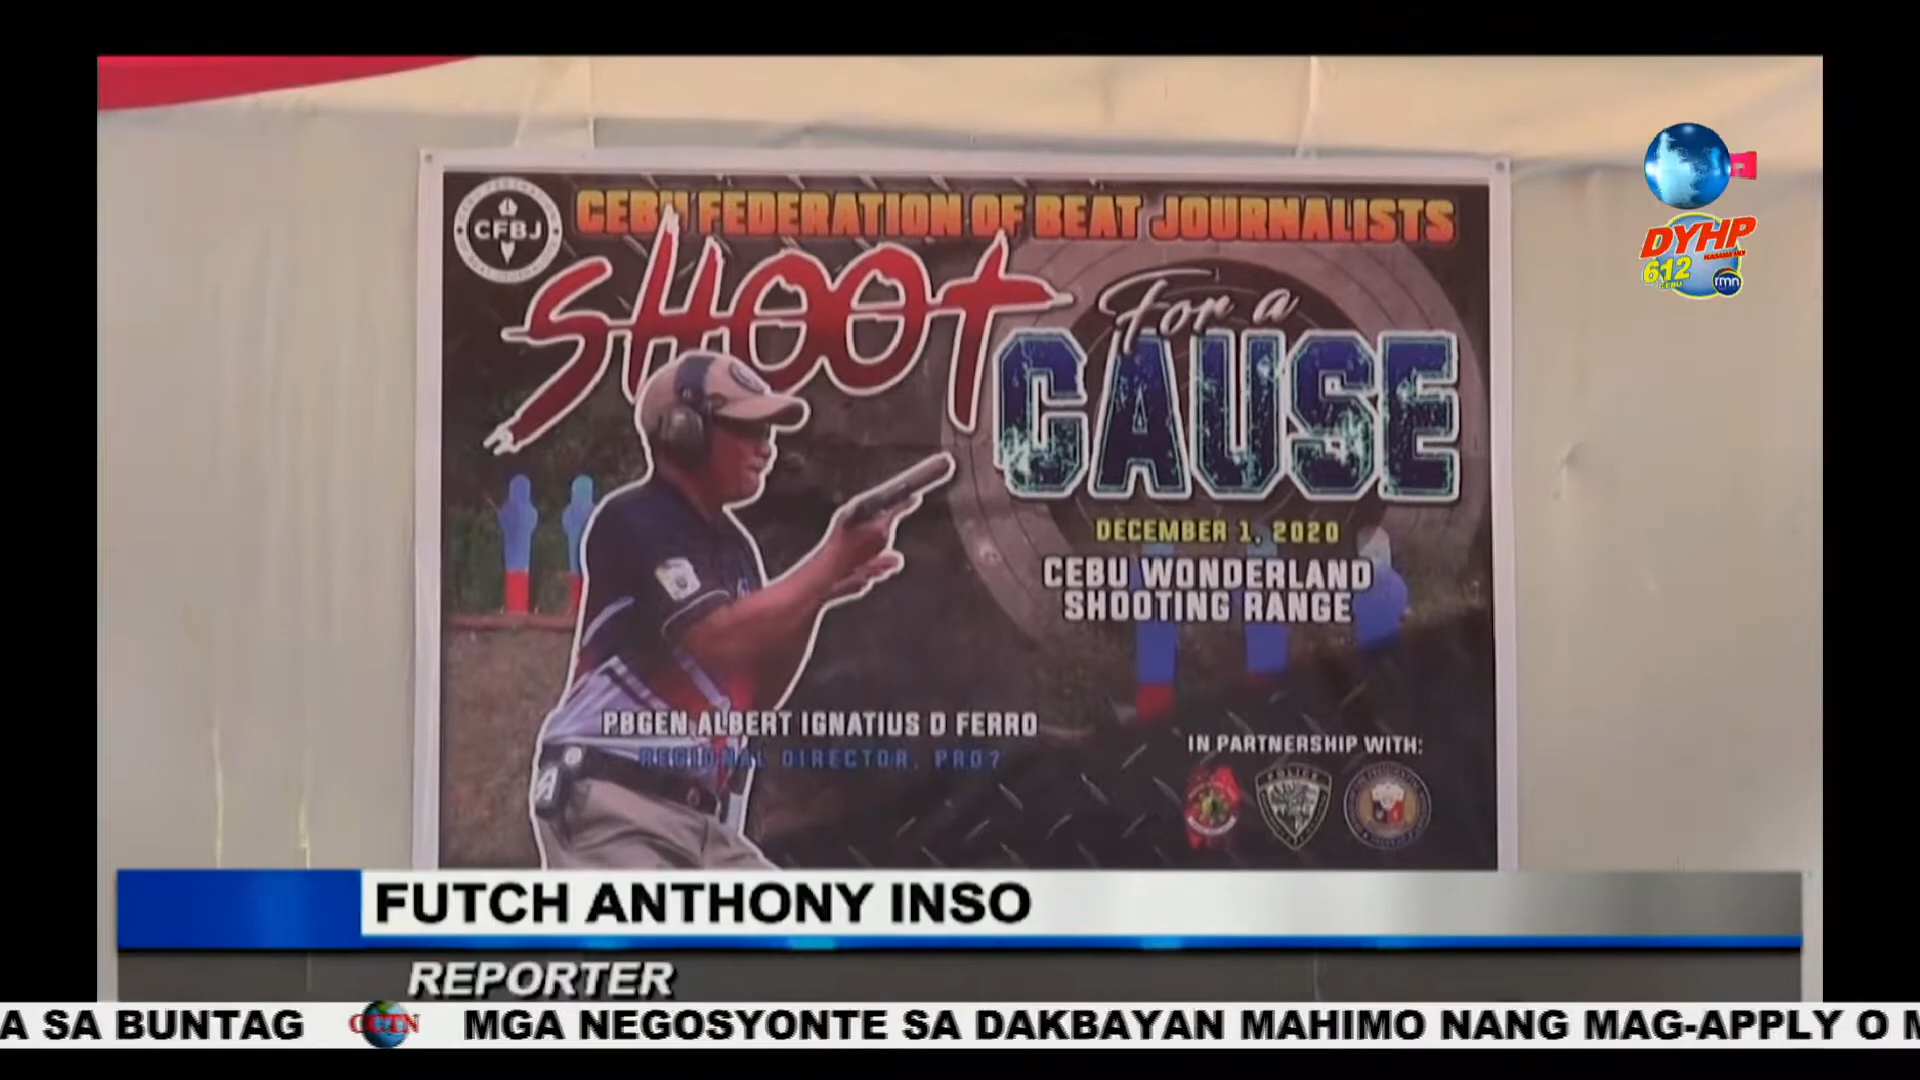 CFBJ
CEBU FEDERATION OF BEAT JOURNALISTS
SHOOT
For a
CAUSE
DECEMBER 1, 2020
CEBU WONDERLAND
SHOOTING RANGE
PBGEN ALBERT IGNATIUS D FERRO
REGIONAL DIRECTOR, PRO7
IN PARTNERSHIP WITH:
POLICE
DYHP
612
CEBU
rmn
FUTCH ANTHONY INSO
REPORTER
A SA BUNTAG CCTN MGA NEGOSYONTE SA DAKBAYAN MAHIMO NANG MAG-APPLY O